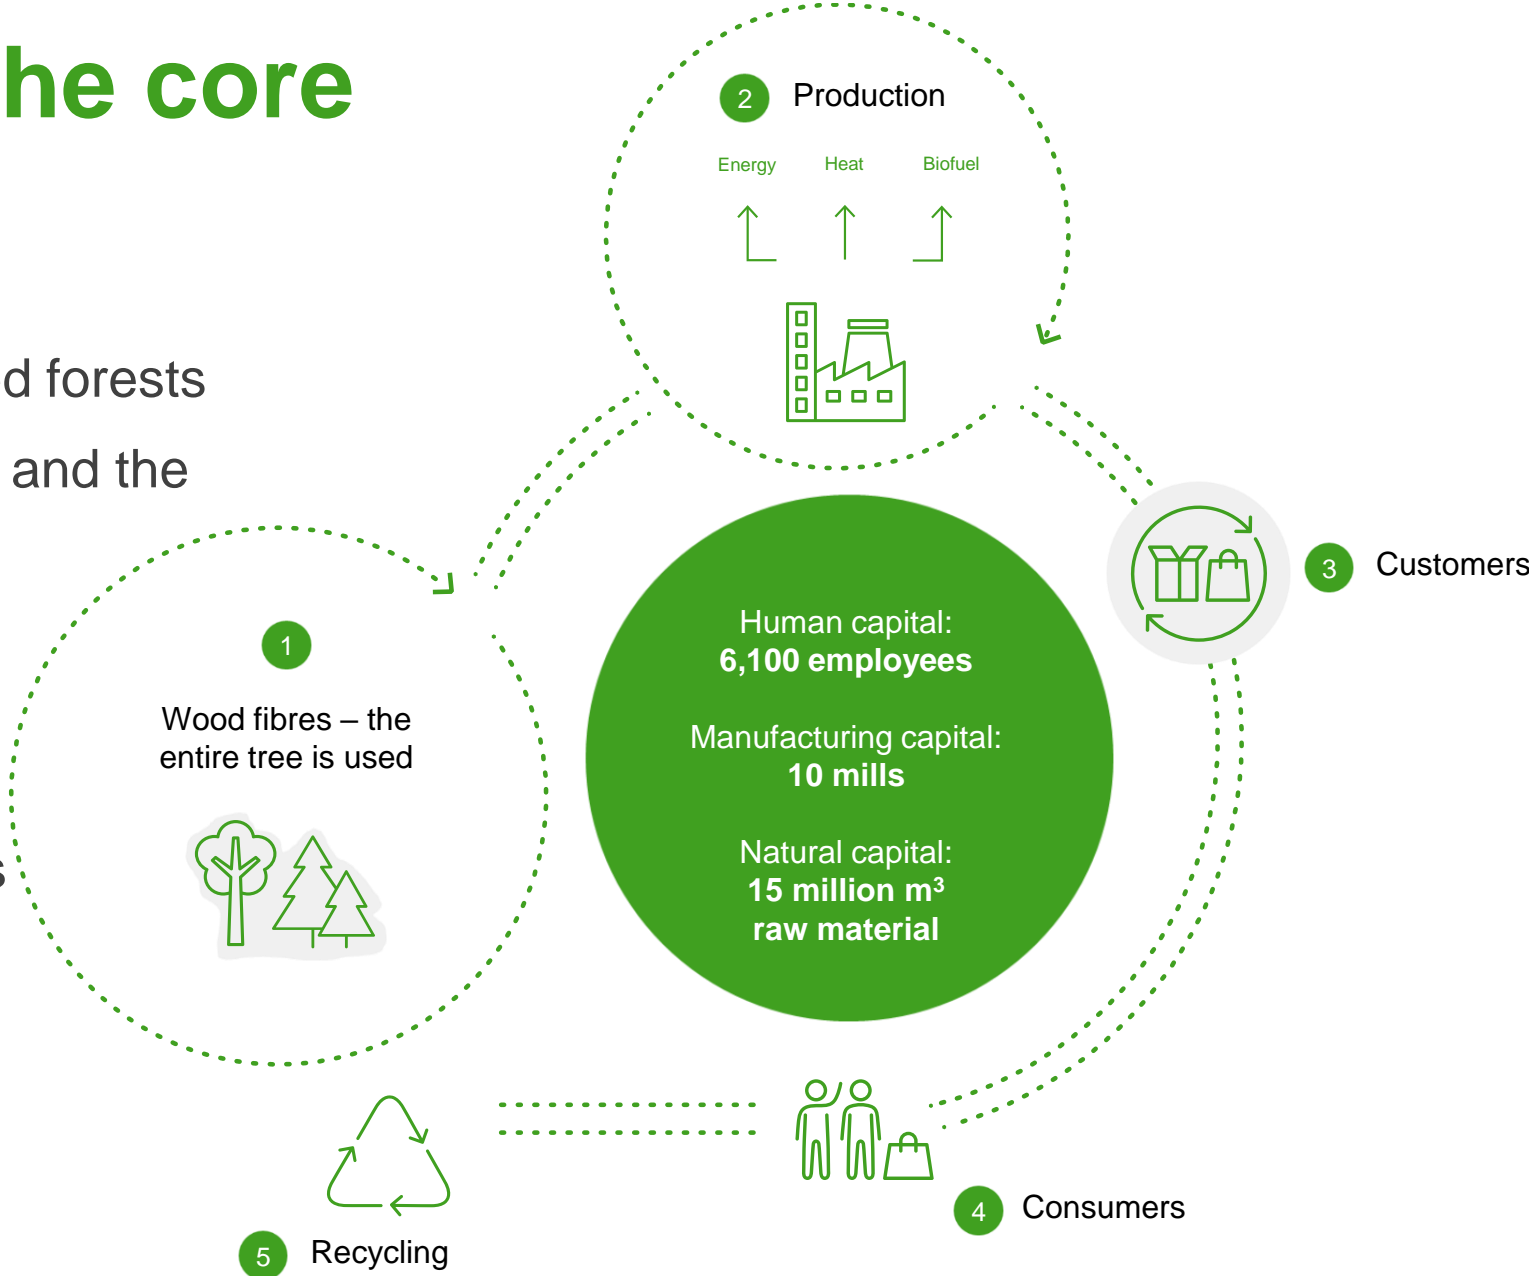 he core
d forests
and the
s
2 Production
Energy Heat Biofuel
1
Wood fibres – the
entire tree is used
Human capital:
6,100 employees
Manufacturing capital:
10 mills
Natural capital:
15 million m³
raw material
3 Customers
4 Consumers
5 Recycling